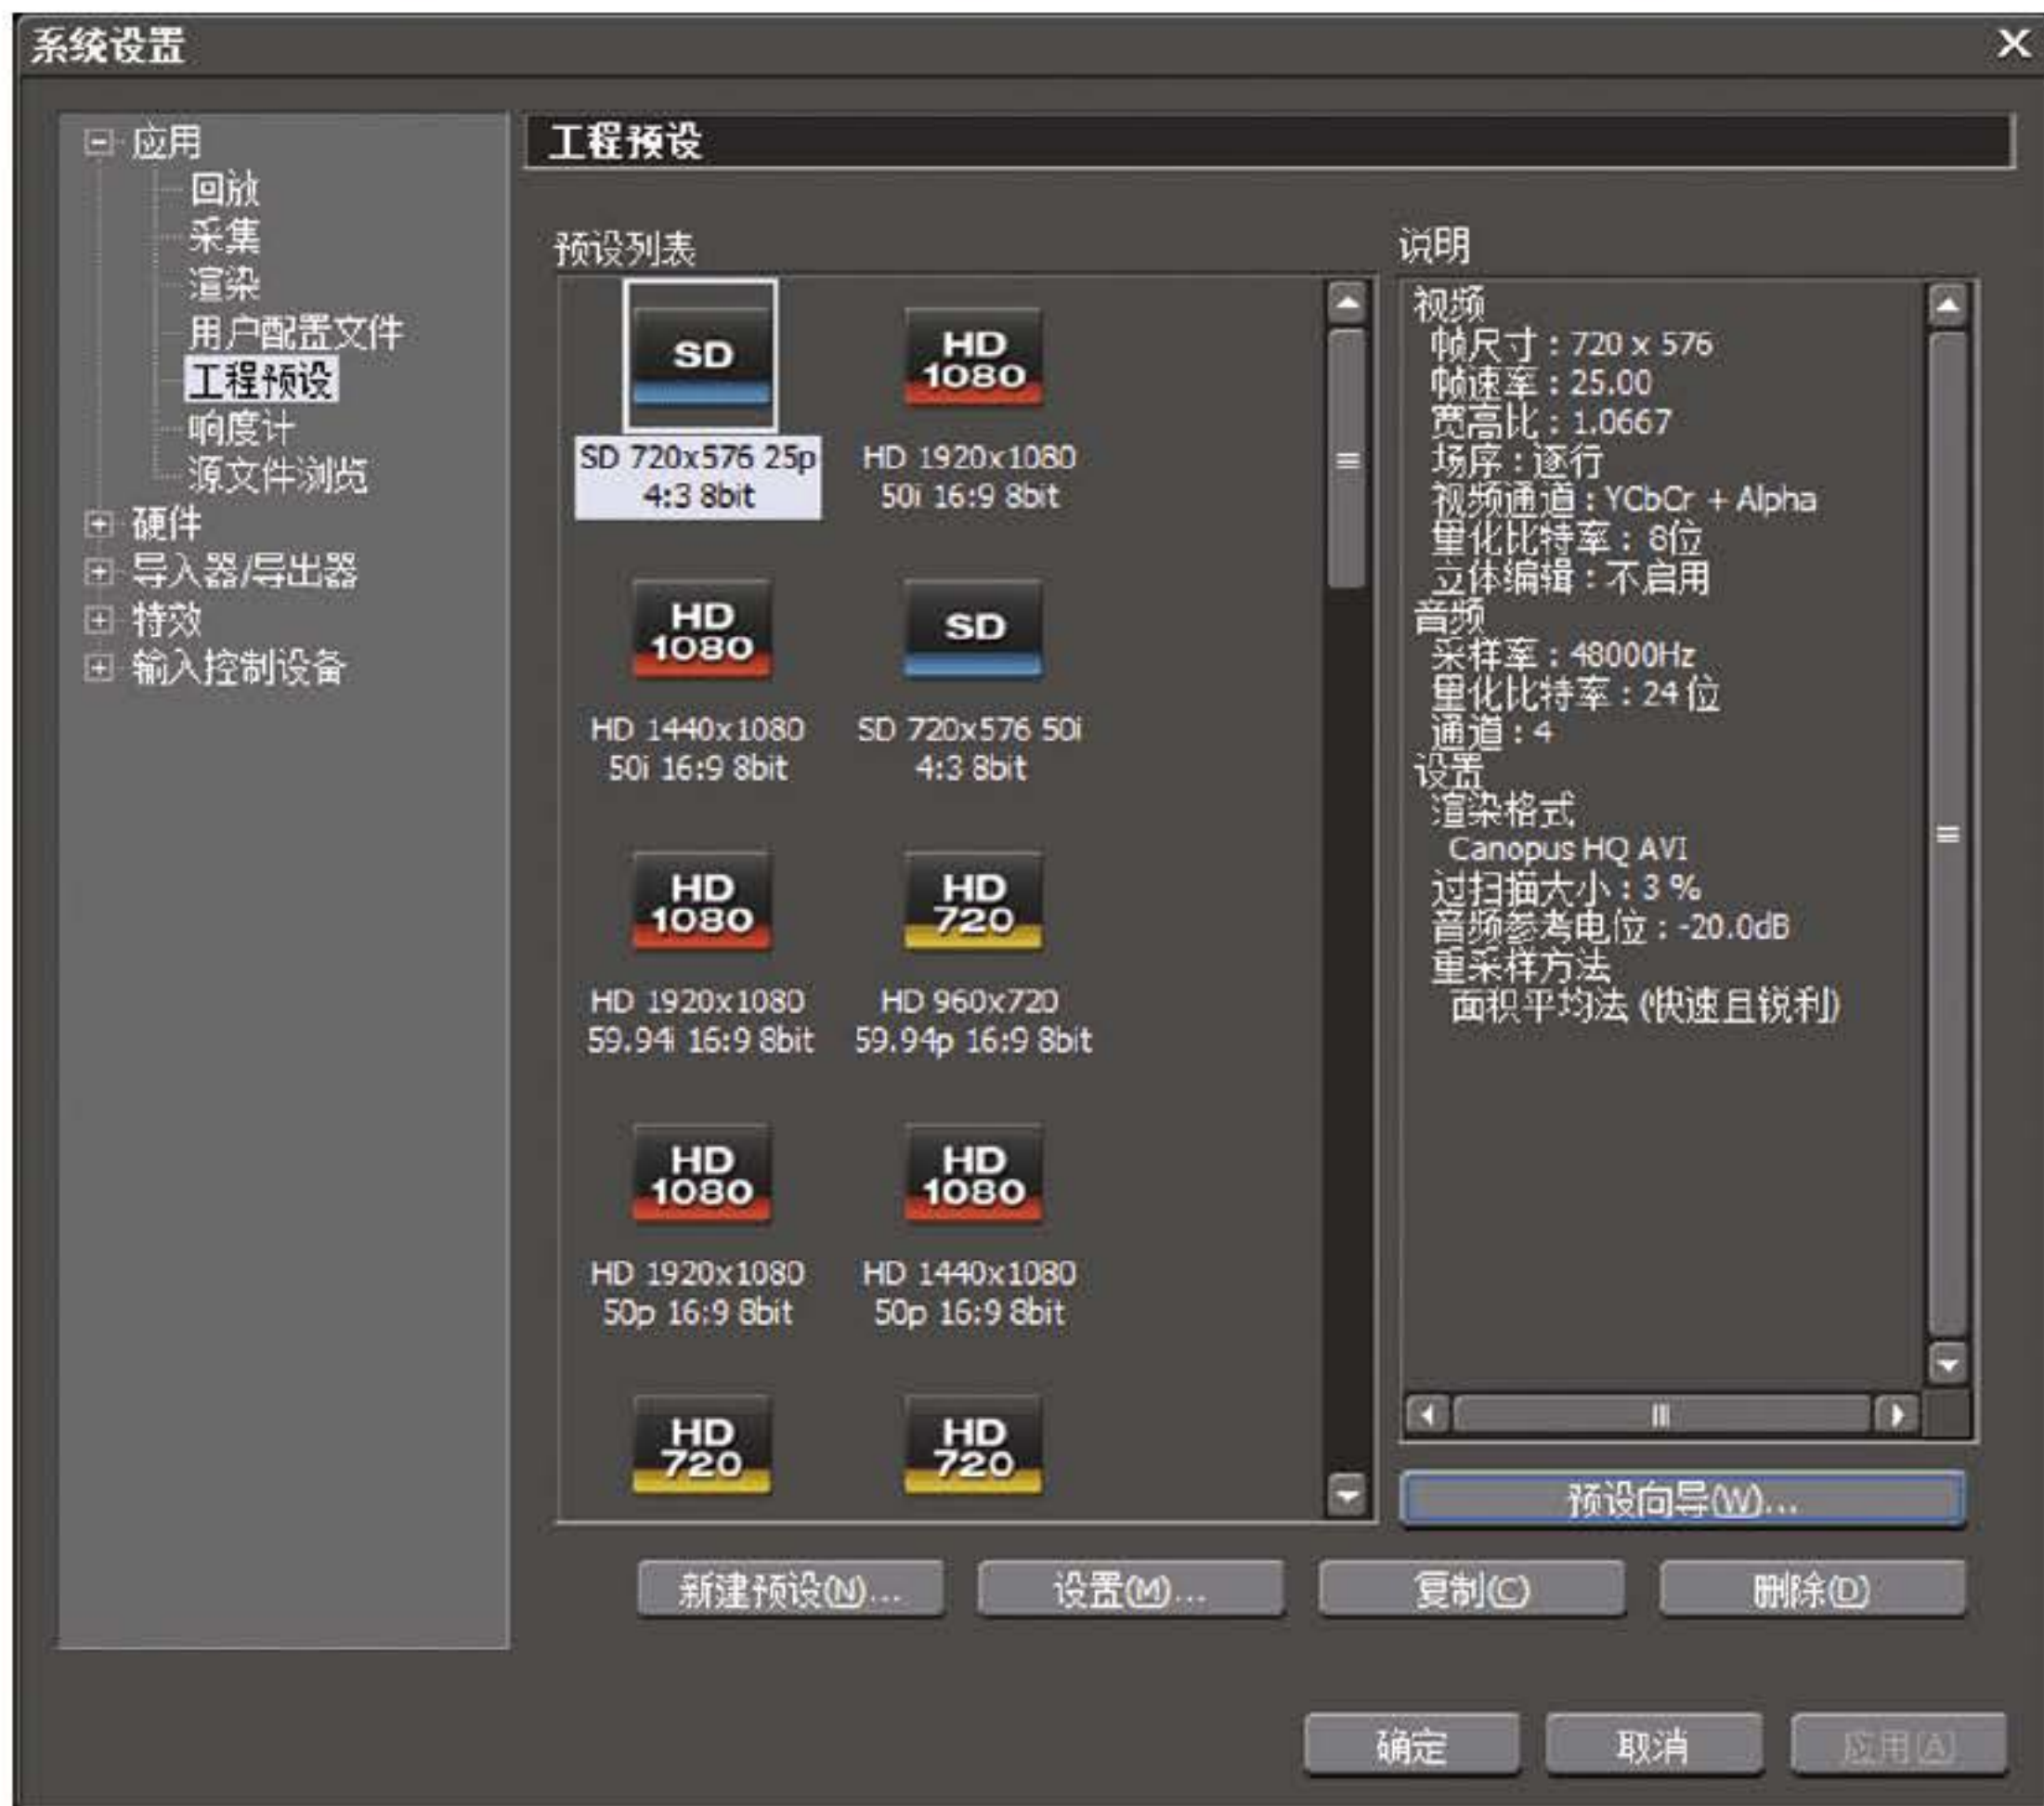 系统设置
应用
回放
采集
渲染
用户配置文件
工程预设
响度计
源文件浏览
硬件
导入器/导出器
特效
输入控制设备
工程预设
预设列表
SD
SD 720x576 25p
4:3 8bit
HD
1080
HD 1920x1080
50i 16:9 8bit
HD
1080
HD 1440x1080
50i 16:9 8bit
SD
SD 720x576 50i
4:3 8bit
HD
1080
HD 1920x1080
59.94i 16:9 8bit
HD
720
HD 960x720
59.94p 16:9 8bit
HD
1080
HD 1920x1080
50p 16:9 8bit
HD
1080
HD 1440x1080
50p 16:9 8bit
HD
720
HD
720
说明
视频
帧尺寸：720 x 576
帧速率：25.00
宽高比：1.0667
场序：逐行
视频通道：YCbCr + Alpha
量化比特率：8位
立体编辑：不启用
音频
采样率：48000Hz
量化比特率：24 位
通道：4
设置
渲染格式
Canopus HQ AVI
过扫描大小：3 %
音频参考电位：-20.0dB
重采样方法
面积平均法 (快速且锐利)
预设向导(W)...
新建预设(N)...
设置(M)...
复制(C)
删除(D)
确定
取消
应用(A)